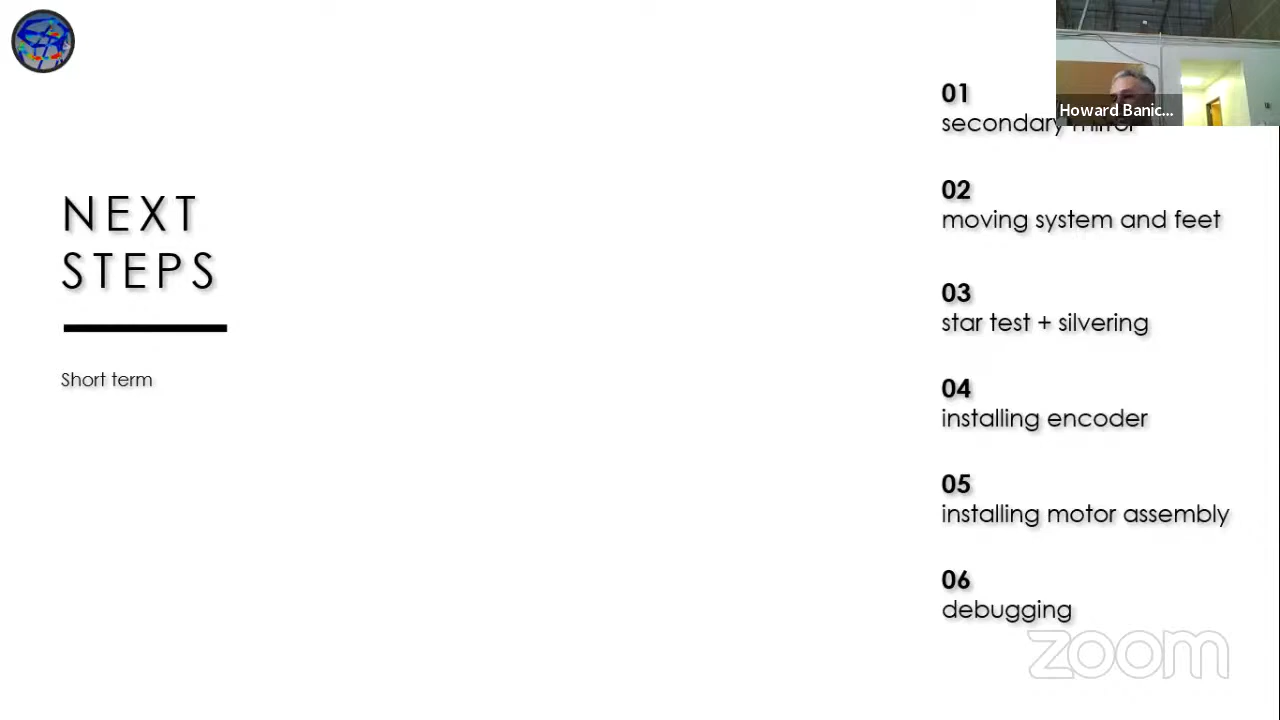 NEXT
STEPS
Short term
01
secondary mirror
02
moving system and feet
03
star test + silvering
04
installing encoder
05
installing motor assembly
06
debugging
Howard Banic...
zoom